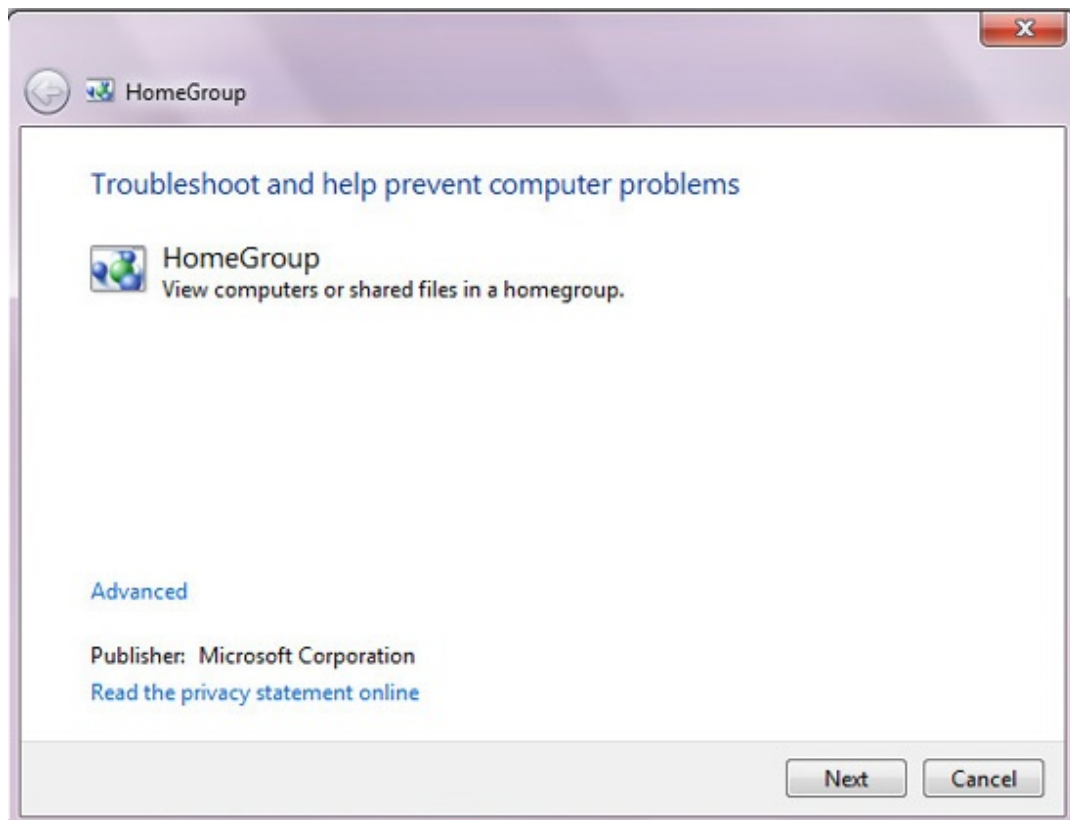 HomeGroup
Troubleshoot and help prevent computer problems
HomeGroup
View computers or shared files in a homegroup.
Advanced
Publisher: Microsoft Corporation
Read the privacy statement online
Next Cancel